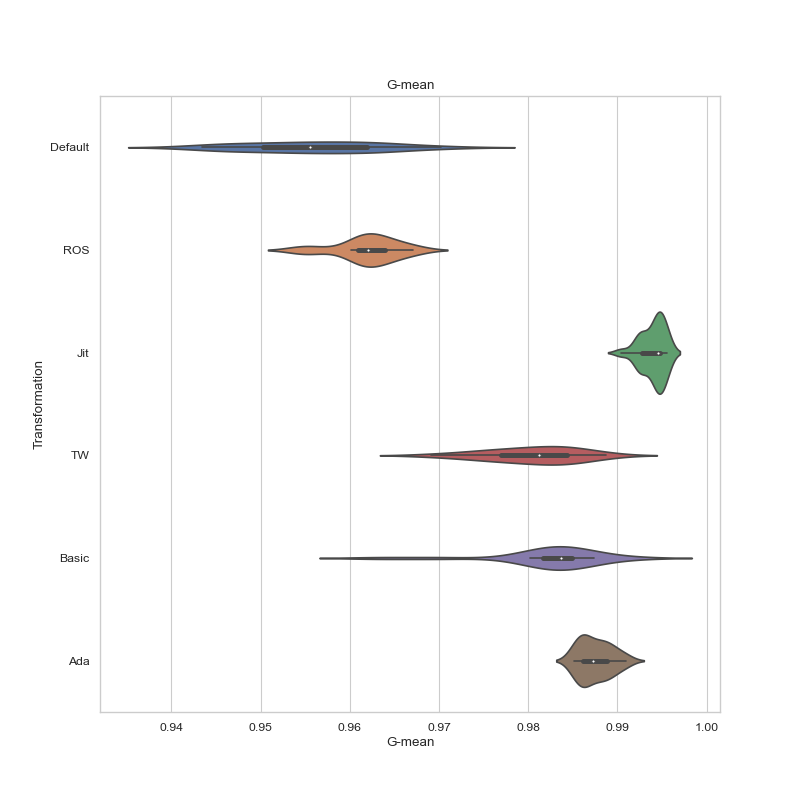 G-mean
Default
ROS
Jit
TW
Basic
Ada
Transformation
0.94 0.95 0.96 0.97 0.98 0.99 1.00
G-mean